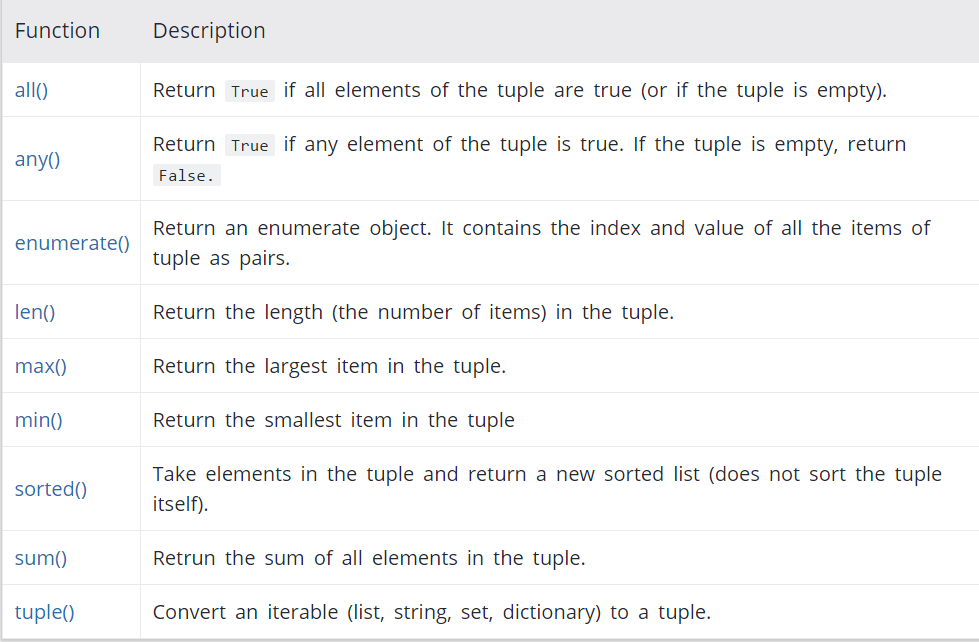 Function Description
all() Return True if all elements of the tuple are true (or if the tuple is empty).
any() Return True if any element of the tuple is true. If the tuple is empty, return
False.
enumerate() Return an enumerate object. It contains the index and value of all the items of
tuple as pairs.
len() Return the length (the number of items) in the tuple.
max() Return the largest item in the tuple.
min() Return the smallest item in the tuple
sorted() Take elements in the tuple and return a new sorted list (does not sort the tuple
itself).
sum() Retrun the sum of all elements in the tuple.
tuple() Convert an iterable (list, string, set, dictionary) to a tuple.